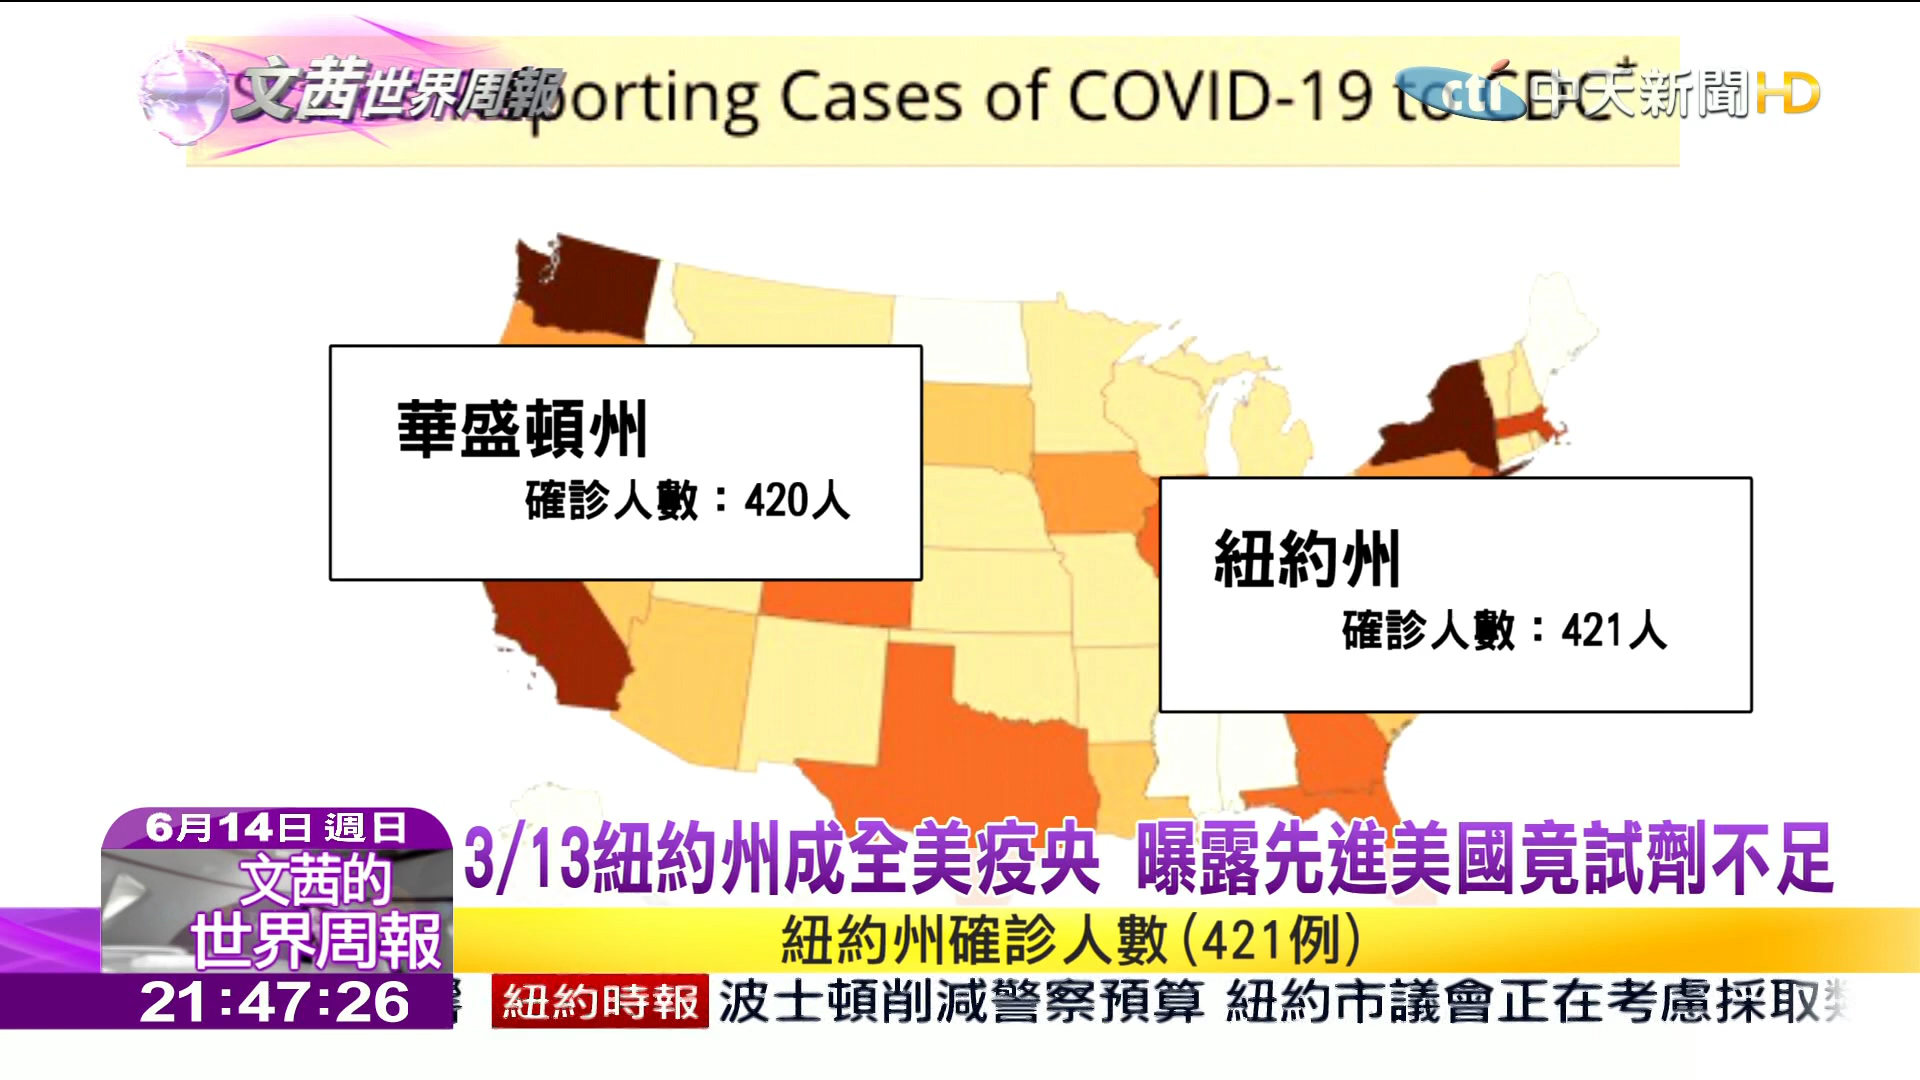 文茜世界周報
orting Cases of COVID-19 to CDC‡
cti 中天新聞HD
華盛頓州
確診人數：420人
紐約州
確診人數：421人
6月14日 週日
文茜的
世界周報
3/13紐約州成全美疫央 曝露先進美國竟試劑不足
紐約州確診人數(421例)
21:47:26
紐約時報 波士頓削減警察預算 紐約市議會正在考慮採取